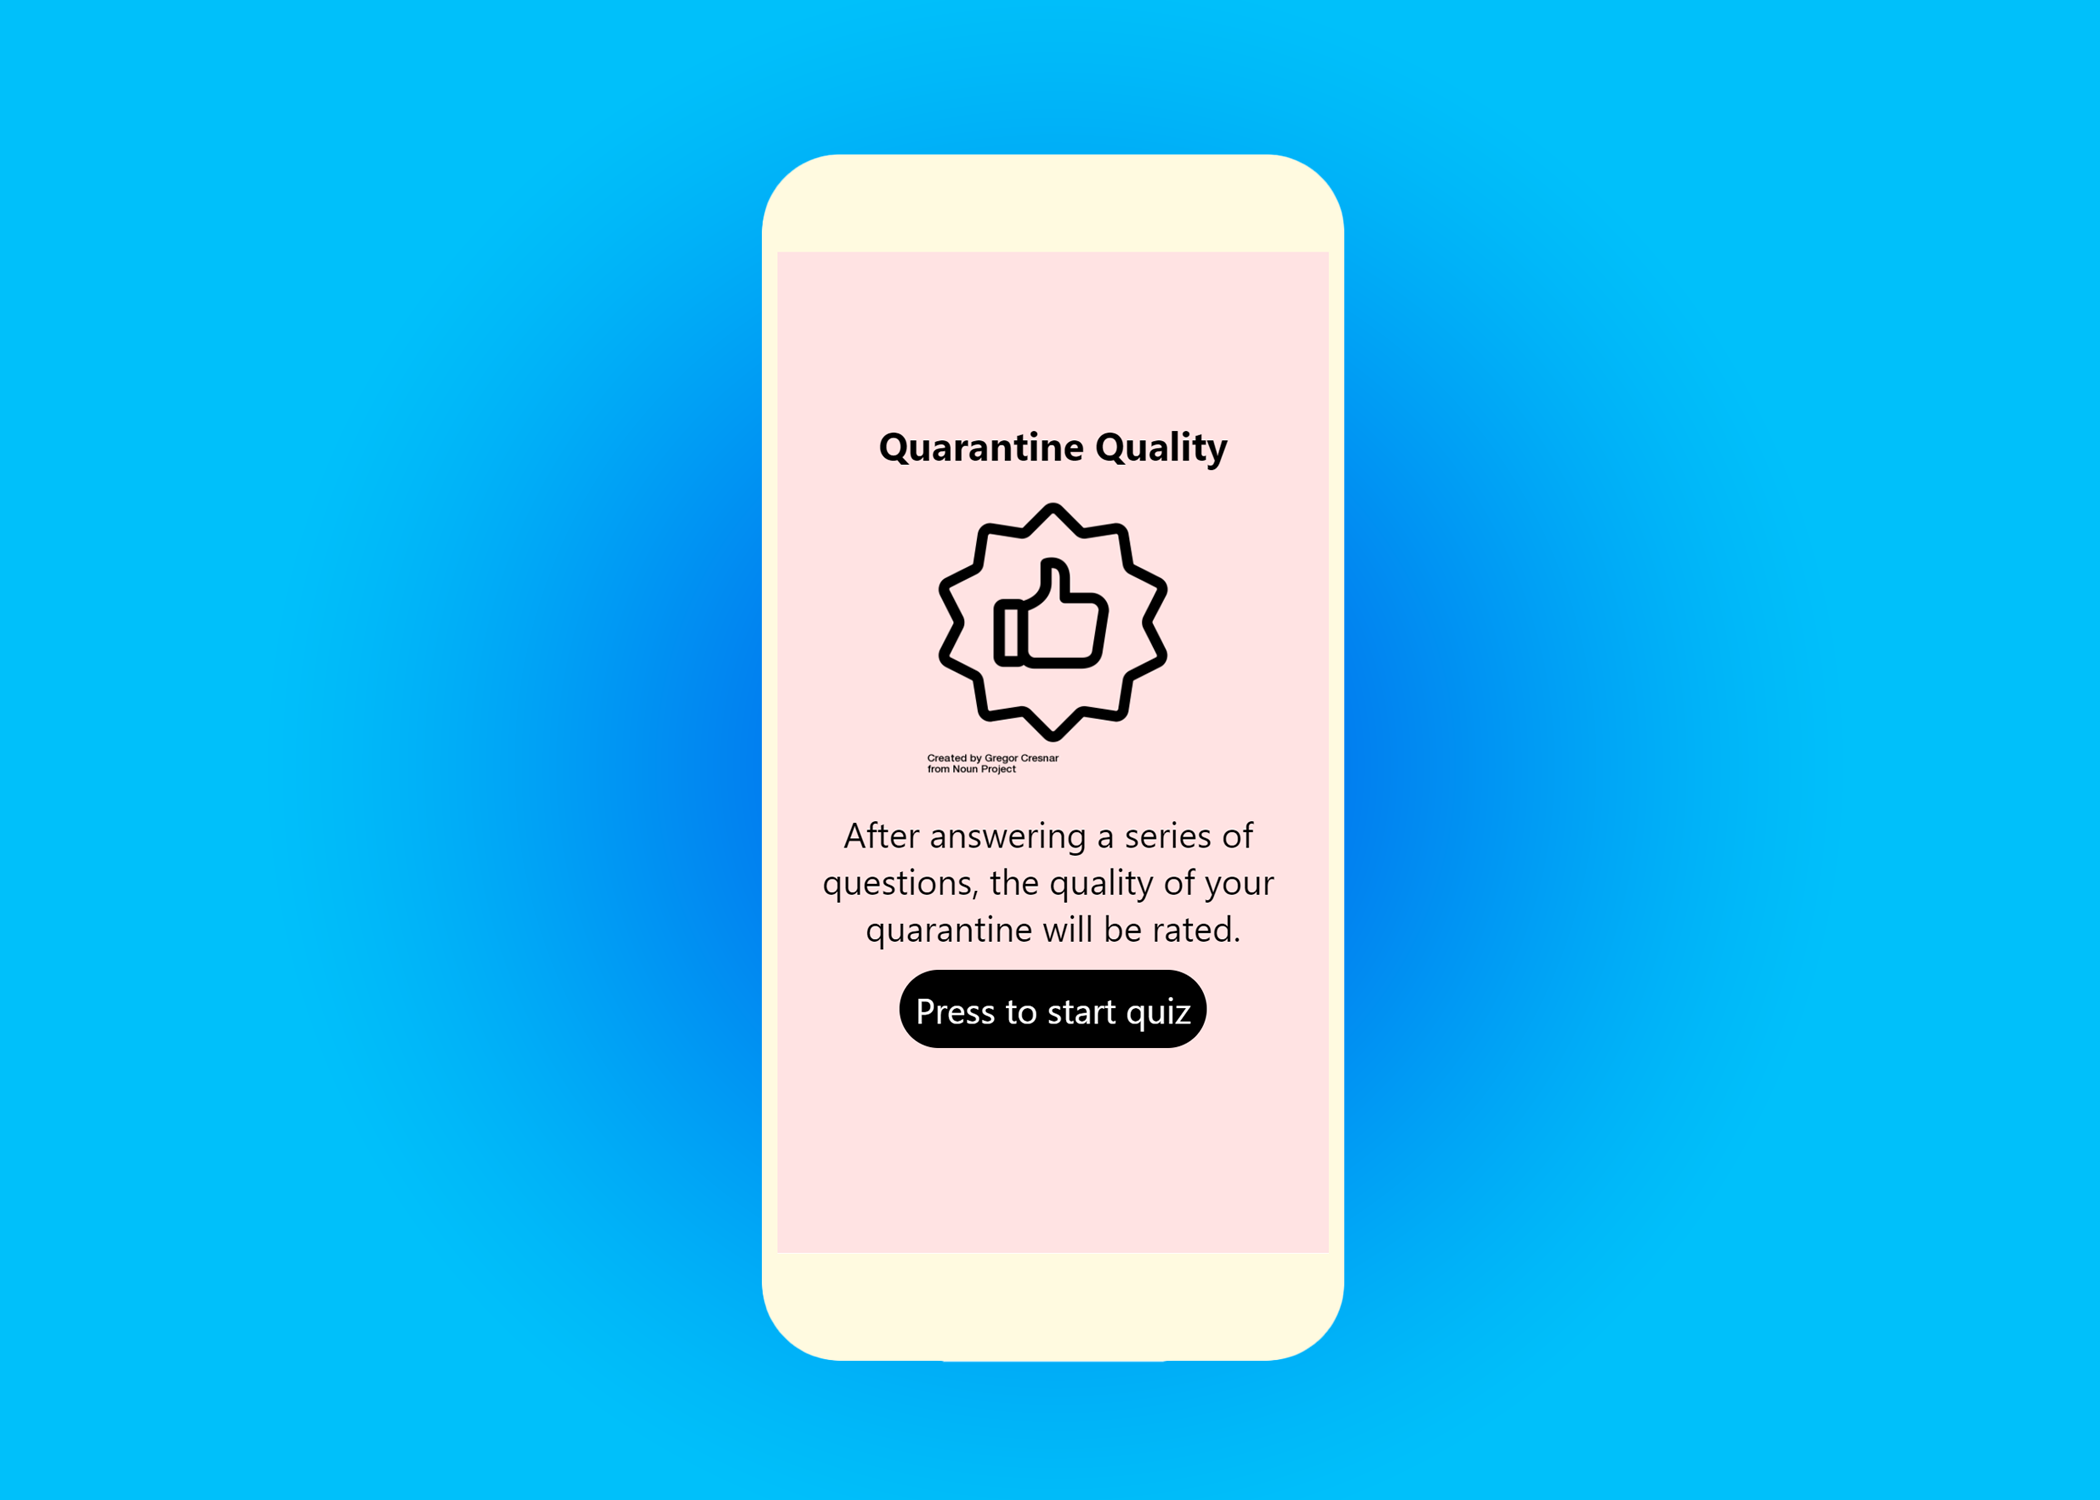 Quarantine Quality
Created by Gregor Cresnar
from Noun Project
After answering a series of
questions, the quality of your
quarantine will be rated.
Press to start quiz